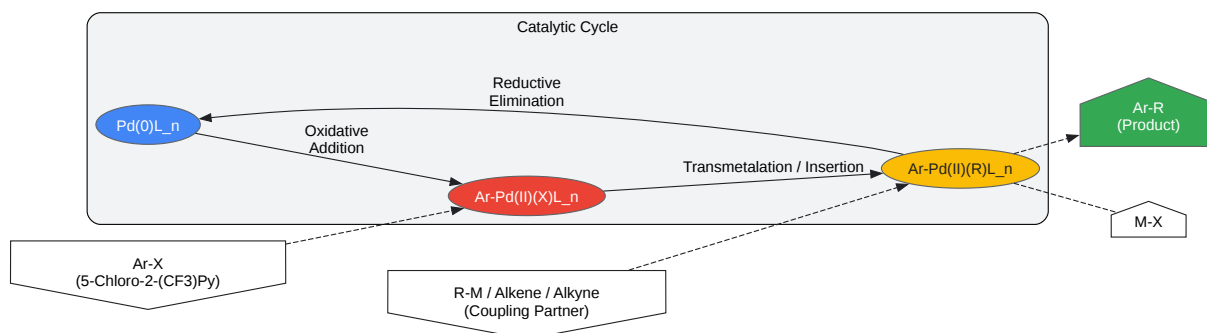 Catalytic Cycle
Reductive
Elimination
Pd(0)L_n
Oxidative
Addition
Ar-R
(Product)
Transmetalation / Insertion
Ar-Pd(II)(R)L_n
Ar-Pd(II)(X)L_n
M-X
Ar-X
(5-Chloro-2-(CF3)Py)
R-M / Alkene / Alkyne
(Coupling Partner)